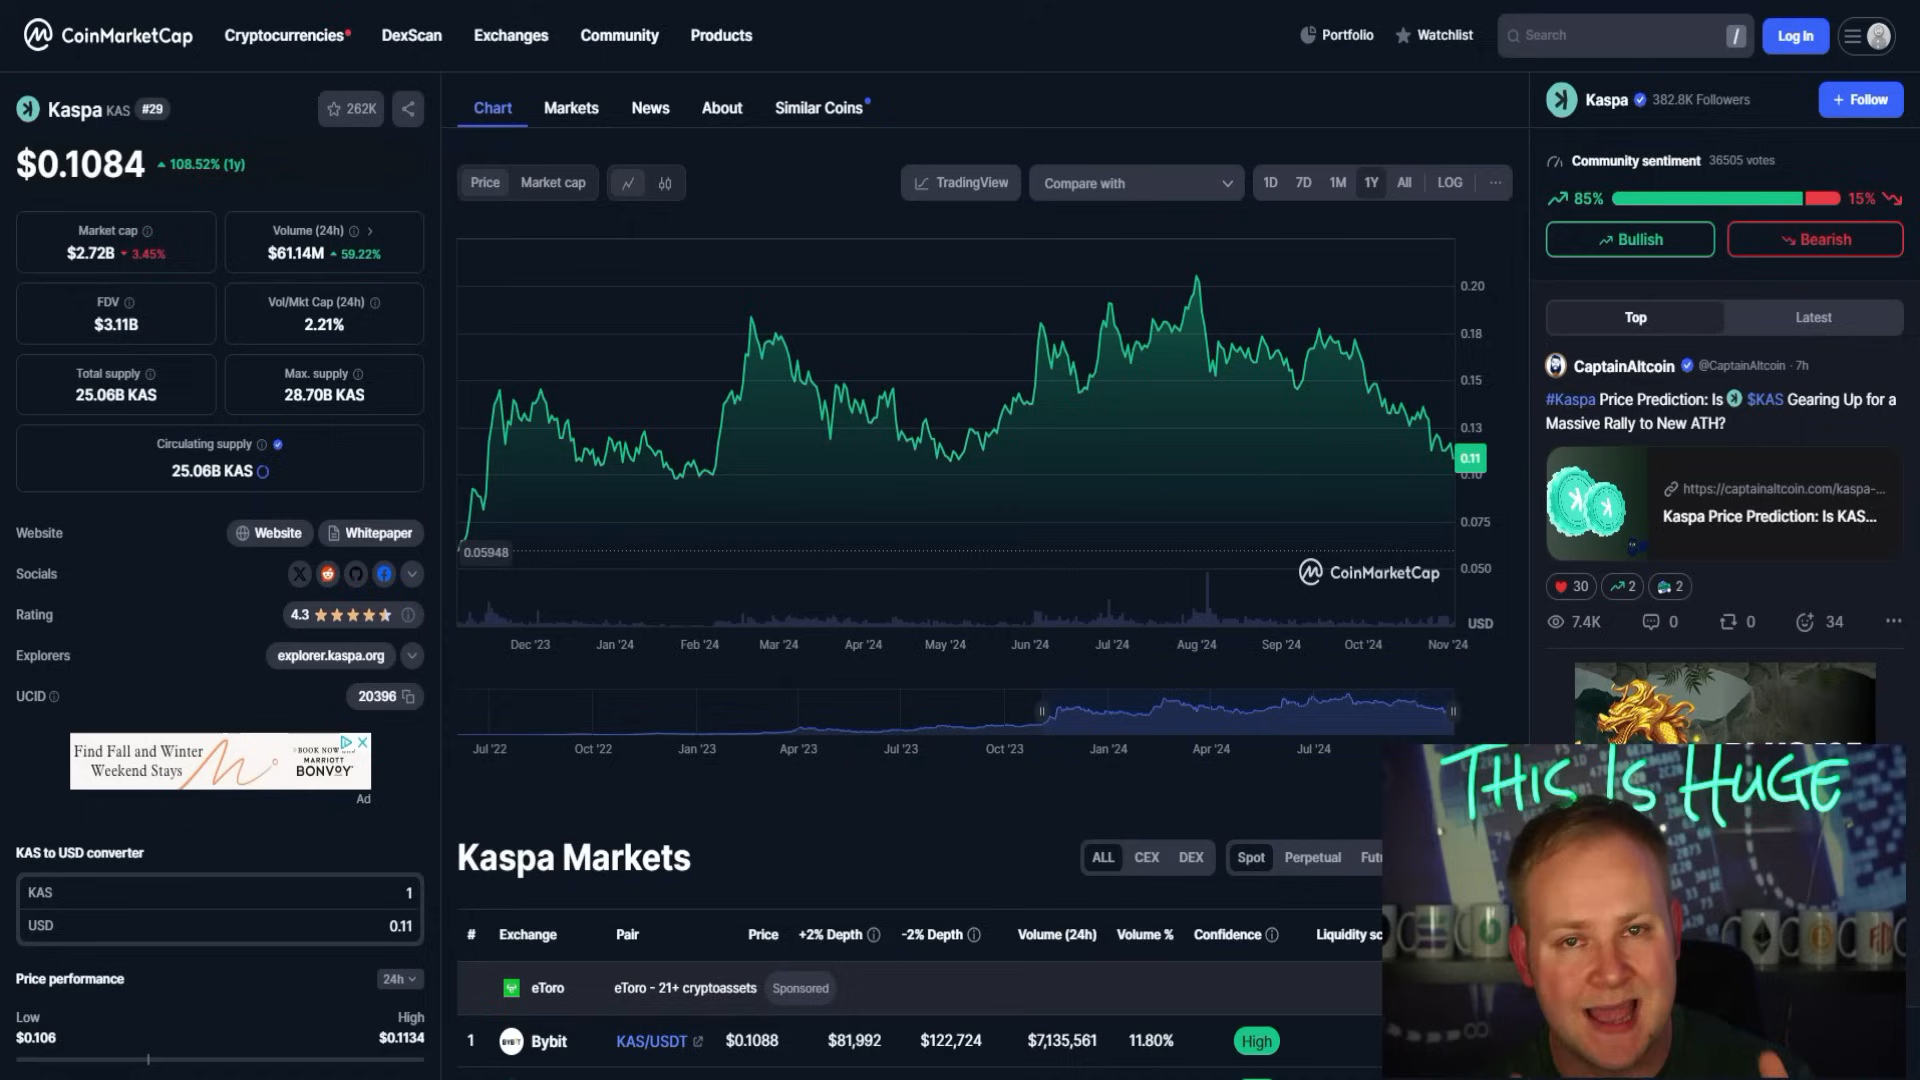 CoinMarketCap
Cryptocurrencies DexScan Exchanges Community Products
Portfolio Watchlist Search / Log In
Kaspa KAS #29 262K
$0.1084 108.52% (1y)
Market cap Volume (24h)
$2.72B 3.45% $61.14M 59.22%
FDV Vol/Mkt Cap (24h)
$3.11B 2.21%
Total supply Max. supply
25.06B KAS 28.70B KAS
Circulating supply
25.06B KAS
Website Website Whitepaper
Socials
Rating 4.3
Explorers explorer.kaspa.org
UCID 20396
Find Fall and Winter
Weekend Stays
BOOK NOW
MARRIOTT
BONVOY
Ad
KAS to USD converter
KAS 1
USD 0.11
Price performance 24h
Low High
$0.106 $0.1134
Chart Markets News About Similar Coins
Price Market cap TradingView Compare with 1D 7D 1M 1Y All LOG ...
0.20
0.18
0.15
0.13
0.11
0.10
0.075
0.05948
0.050
CoinMarketCap
USD
Dec '23 Jan '24 Feb '24 Mar '24 Apr '24 May '24 Jun '24 Jul '24 Aug '24 Sep '24 Oct '24 Nov '24
Jul '22 Oct '22 Jan '23 Apr '23 Jul '23 Oct '23 Jan '24 Apr '24 Jul '24
Kaspa Markets ALL CEX DEX Spot Perpetual Futu
# Exchange Pair Price +2% Depth -2% Depth Volume (24h) Volume % Confidence Liquidity sc
eToro eToro - 21+ cryptoassets Sponsored
1 Bybit KAS/USDT $0.1088 $81,992 $122,724 7,135,561 11.80% High
Kaspa 382.8K Followers + Follow
Community sentiment 36505 votes
85% 15%
Bullish Bearish
Top Latest
CaptainAltcoin @CaptainAltcoin · 7h
#Kaspa Price Prediction: Is $KAS Gearing Up for a
Massive Rally to New ATH?
https://captainaltcoin.com/kaspa-...
Kaspa Price Prediction: Is KAS...
30 2 2
7.4K 0 0 34 ...
THIS IS HUGE